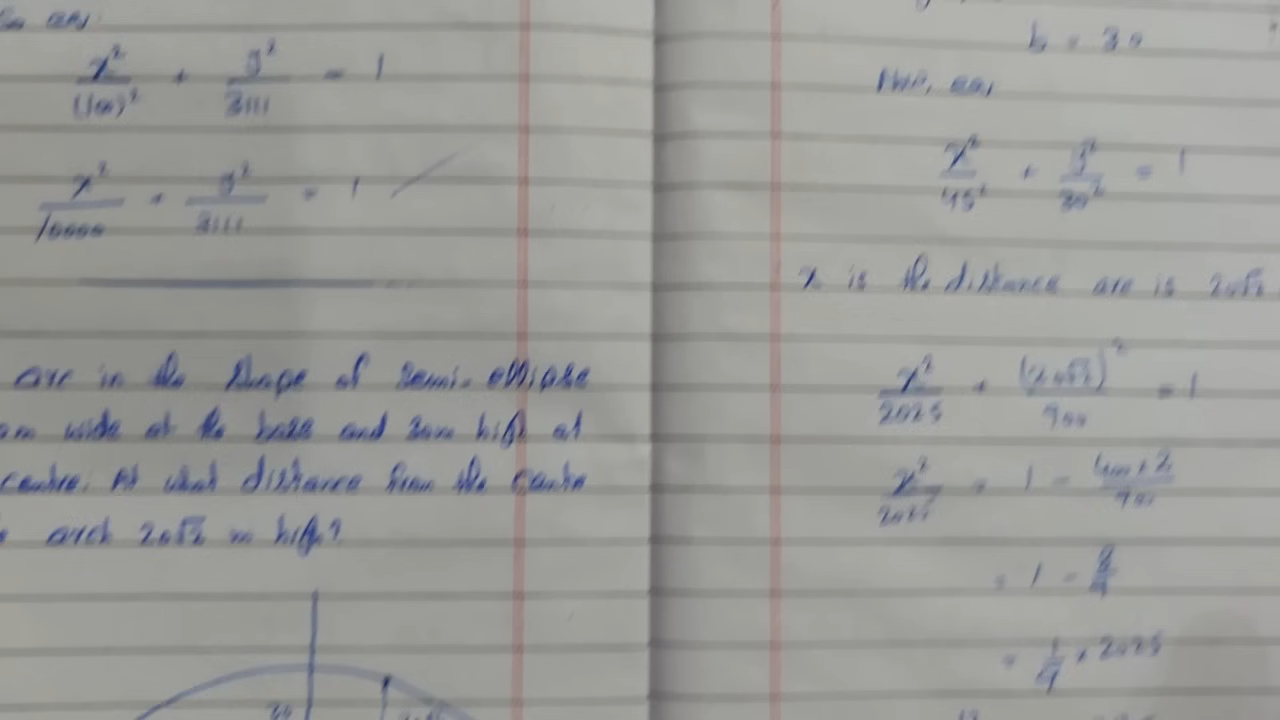 x²/(100)² + y²/3111 = 1
x²/10000 + y²/3111 = 1
arc in the shape of semi-ellipse
wide at the base and 30m high at
centre. At what distance from the centre
arch 20√2 m high?
30
b = 30
x²/45² + y²/30² = 1
x is the distance arc is 20√2
x²/2025 + (20√2)²/900 = 1
x²/2025 = 1 - 400×2/900
= 1 - 8/9
= 1/9 × 2025